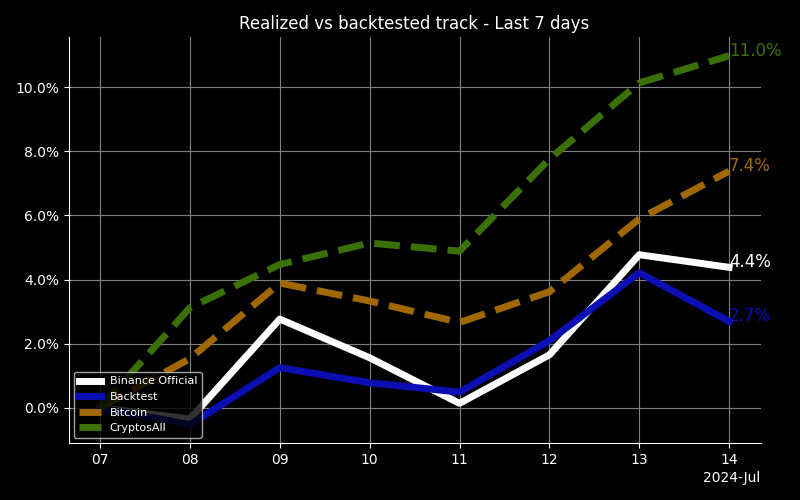 Realized vs backtested track - Last 7 days
11.0%
10.0%
8.0%
7.4%
6.0%
4.4%
4.0%
2.7%
2.0%
0.0%
Binance Official
Backtest
Bitcoin
CryptosAll
07 08 09 10 11 12 13 14
2024-Jul